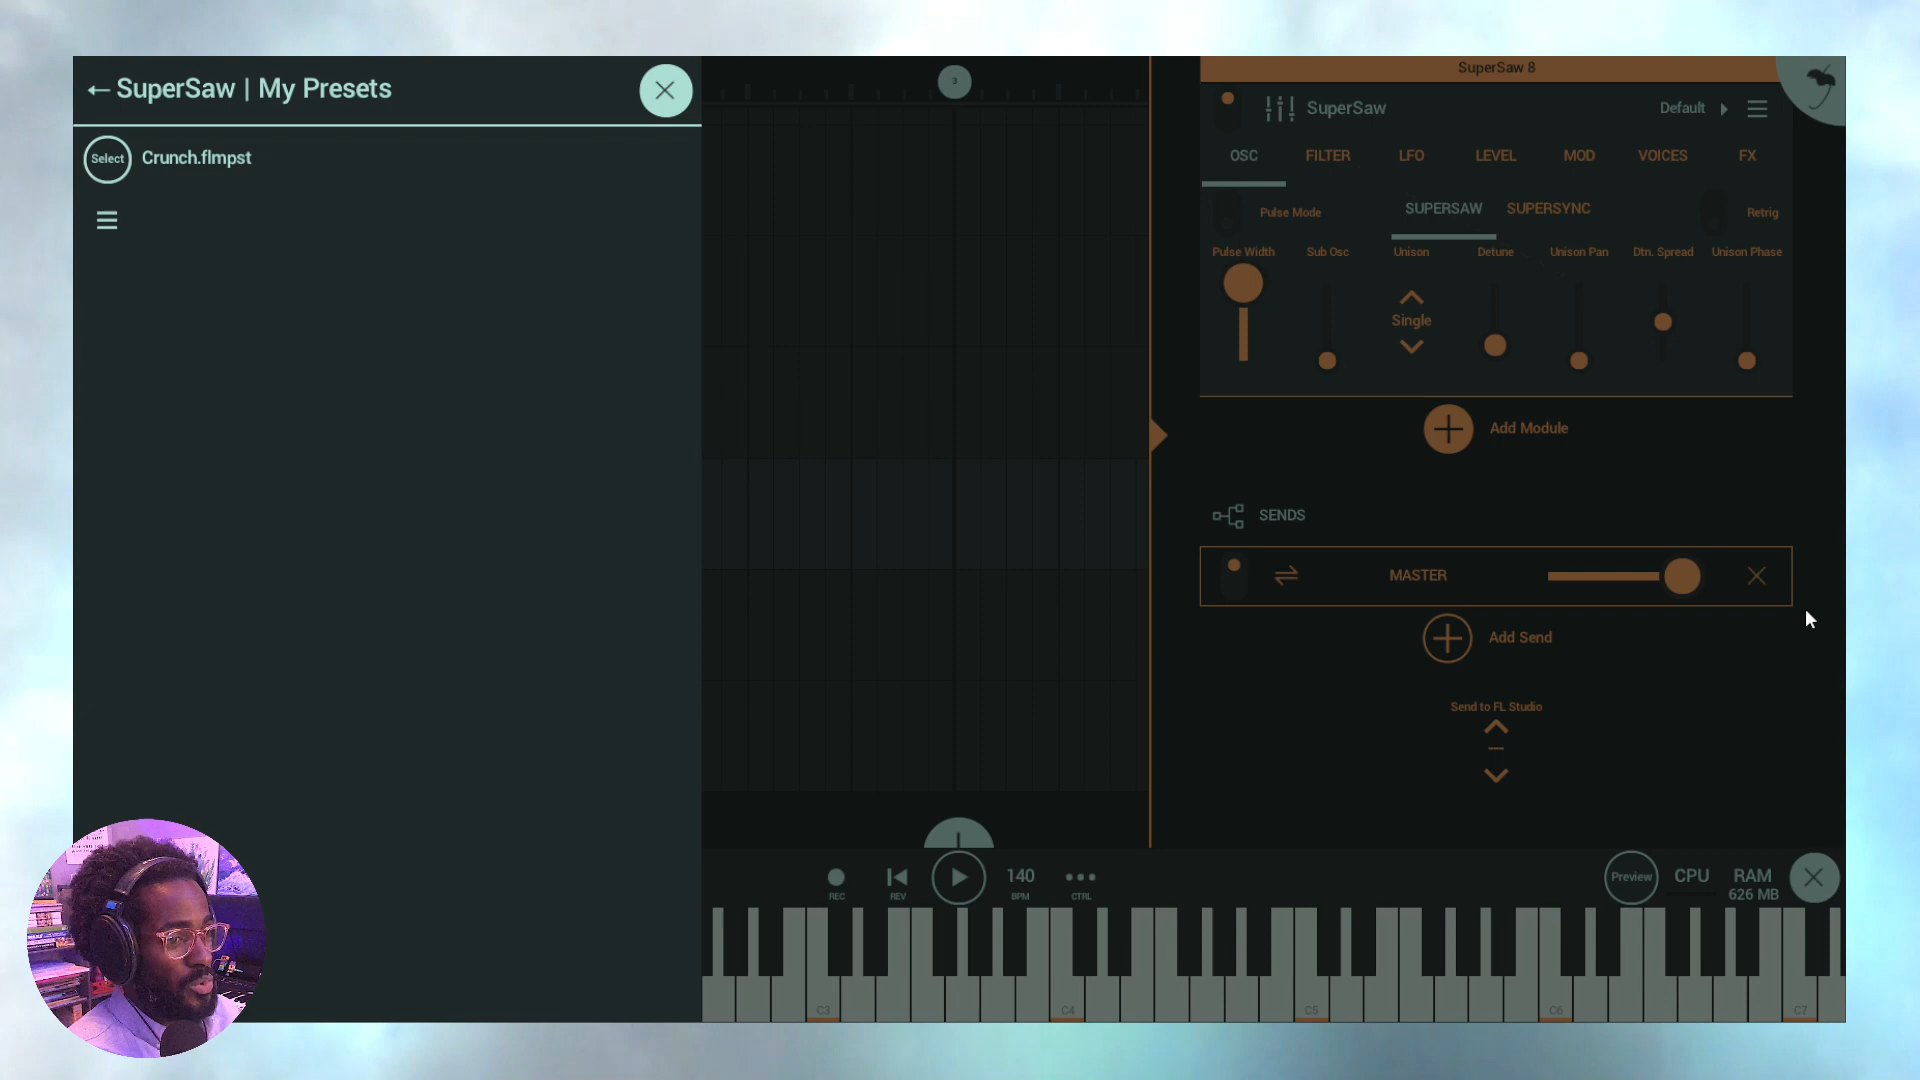 ← SuperSaw | My Presets
Select Crunch.flmpst
3
SuperSaw 8
SuperSaw Default
OSC FILTER LFO LEVEL MOD VOICES FX
Pulse Mode SUPERSAW SUPERSYNC Retrig
Pulse Width Sub Osc Unison Detune Unison Pan Dtn. Spread Unison Phase
Single
Add Module
SENDS
MASTER
Add Send
Send to FL Studio
---
REC REV 140 BPM CTRL
Preview CPU RAM
626 MB
C3 C4 C5 C6 C7